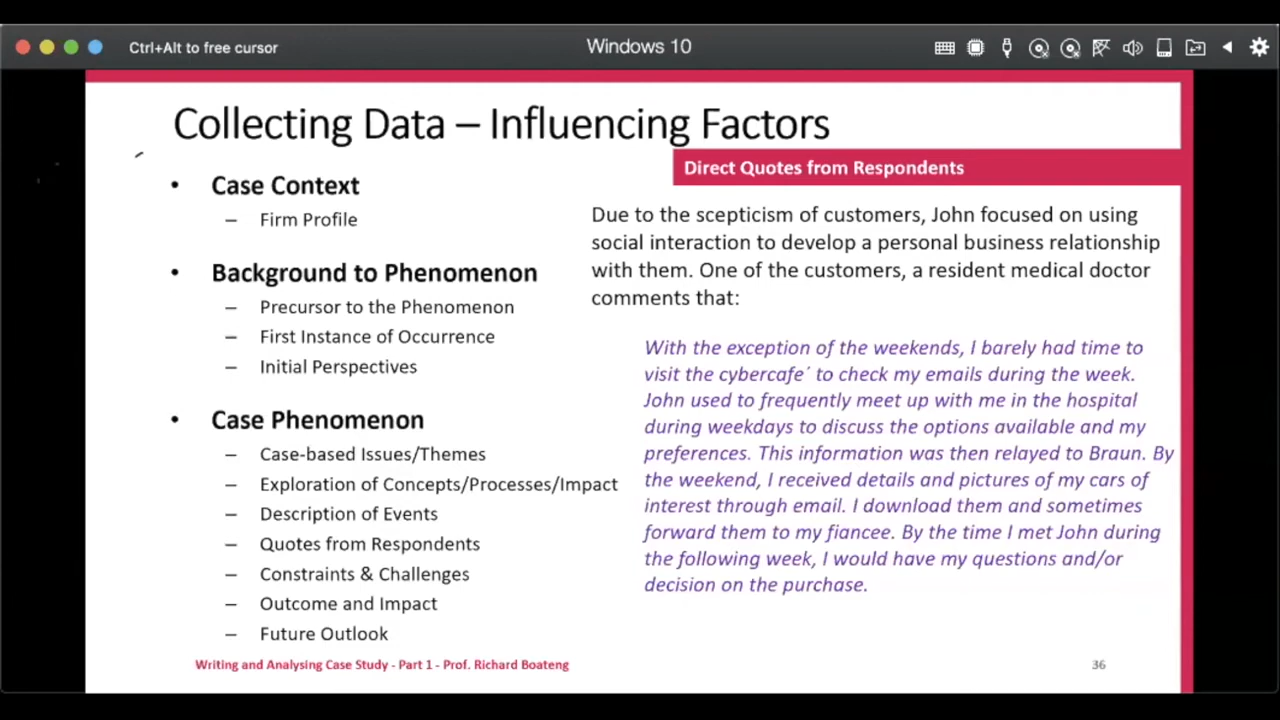 Ctrl+Alt to free cursor
Windows 10
Collecting Data – Influencing Factors
Direct Quotes from Respondents
• Case Context
– Firm Profile
• Background to Phenomenon
– Precursor to the Phenomenon
– First Instance of Occurrence
– Initial Perspectives
• Case Phenomenon
– Case-based Issues/Themes
– Exploration of Concepts/Processes/Impact
– Description of Events
– Quotes from Respondents
– Constraints & Challenges
– Outcome and Impact
– Future Outlook
Due to the scepticism of customers, John focused on using
social interaction to develop a personal business relationship
with them. One of the customers, a resident medical doctor
comments that:
With the exception of the weekends, I barely had time to
visit the cybercafe´ to check my emails during the week.
John used to frequently meet up with me in the hospital
during weekdays to discuss the options available and my
preferences. This information was then relayed to Braun. By
the weekend, I received details and pictures of my cars of
interest through email. I download them and sometimes
forward them to my fiancee. By the time I met John during
the following week, I would have my questions and/or
decision on the purchase.
Writing and Analysing Case Study - Part 1 - Prof. Richard Boateng
36